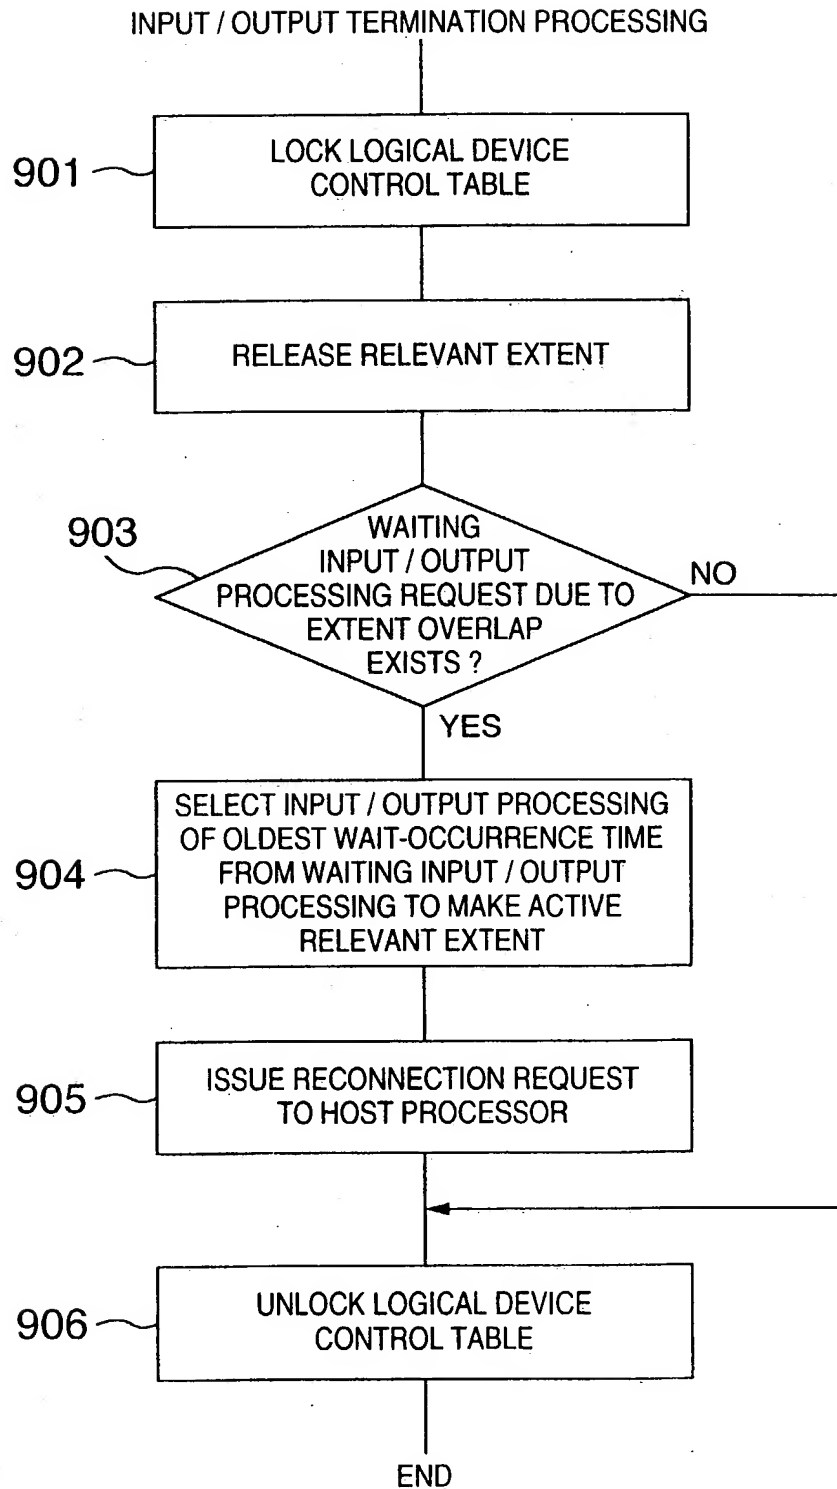 INPUT / OUTPUT TERMINATION PROCESSING
901
LOCK LOGICAL DEVICE
CONTROL TABLE
902
RELEASE RELEVANT EXTENT
903
WAITING
INPUT / OUTPUT
PROCESSING REQUEST DUE TO
EXTENT OVERLAP
EXISTS ?
NO
YES
904
SELECT INPUT / OUTPUT PROCESSING
OF OLDEST WAIT-OCCURRENCE TIME
FROM WAITING INPUT / OUTPUT
PROCESSING TO MAKE ACTIVE
RELEVANT EXTENT
905
ISSUE RECONNECTION REQUEST
TO HOST PROCESSOR
906
UNLOCK LOGICAL DEVICE
CONTROL TABLE
END